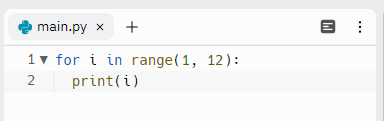 main.py × +
1 for i in range(1, 12):
2   print(i)